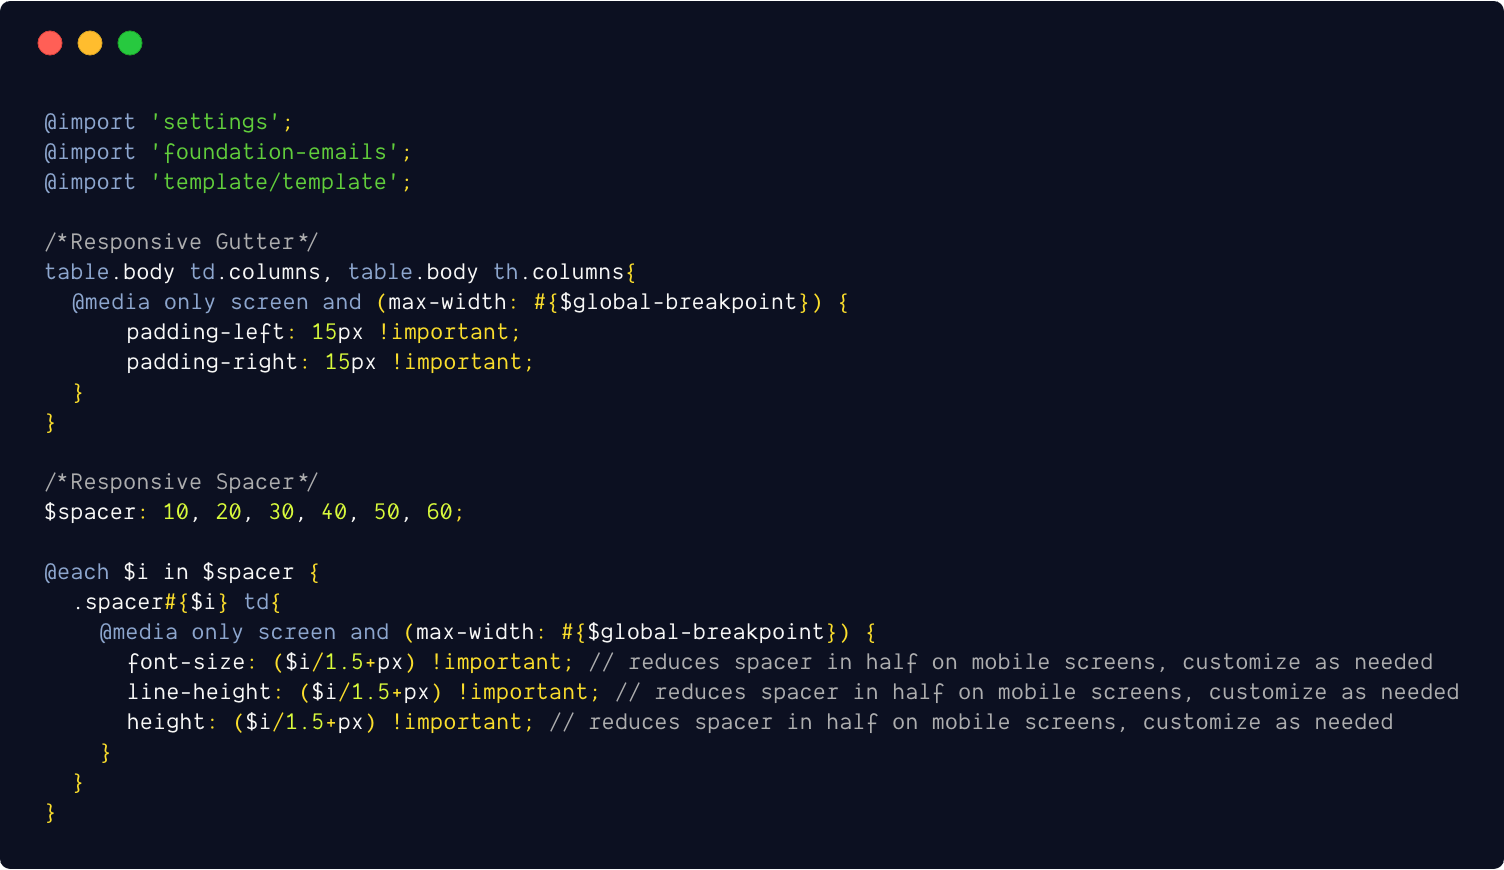 @import 'settings';
@import 'foundation-emails';
@import 'template/template';
/*Responsive Gutter*/
table.body td.columns, table.body th.columns{
@media only screen and (max-width: #{$global-breakpoint}) {
padding-left: 15px !important;
padding-right: 15px !important;
}
}
/*Responsive Spacer*/
$spacer: 10, 20, 30, 40, 50, 60;
@each $i in $spacer {
.spacer#{$i} td{
@media only screen and (max-width: #{$global-breakpoint}) {
font-size: ($i/1.5+px) !important; // reduces spacer in half on mobile screens, customize as needed
line-height: ($i/1.5+px) !important; // reduces spacer in half on mobile screens, customize as needed
height: ($i/1.5+px) !important; // reduces spacer in half on mobile screens, customize as needed
}
}
}